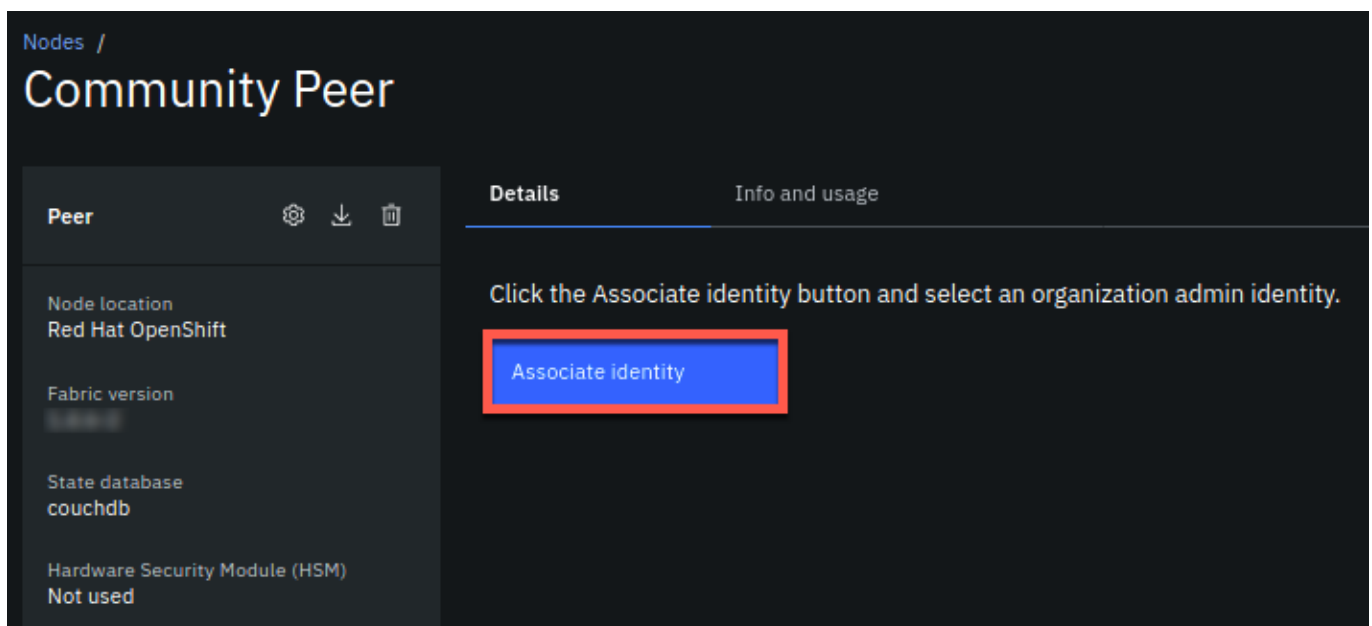 Nodes /
Community Peer
Peer
Details
Info and usage
Node location
Red Hat OpenShift
Click the Associate identity button and select an organization admin identity.
Associate identity
Fabric version
State database
couchdb
Hardware Security Module (HSM)
Not used